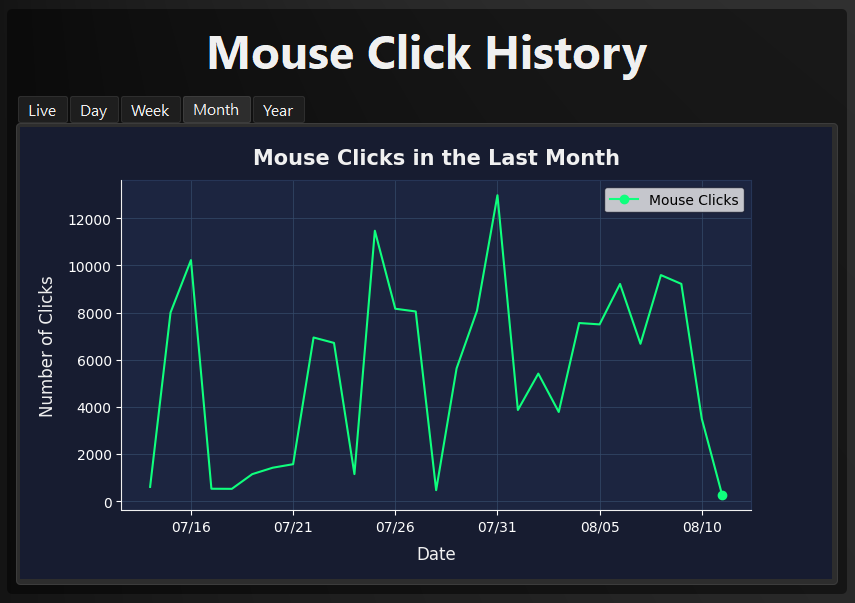 Mouse Click History
Live Day Week Month Year
Mouse Clicks in the Last Month
Mouse Clicks
12000
10000
8000
6000
4000
2000
0
Number of Clicks
07/16 07/21 07/26 07/31 08/05 08/10
Date